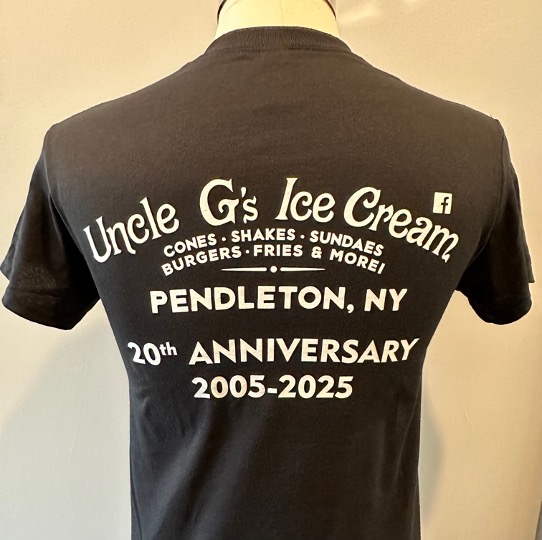 Uncle G's Ice Cream f
CONES • SHAKES • SUNDAES
BURGERS • FRIES & MORE!
PENDLETON, NY
20th ANNIVERSARY
2005-2025